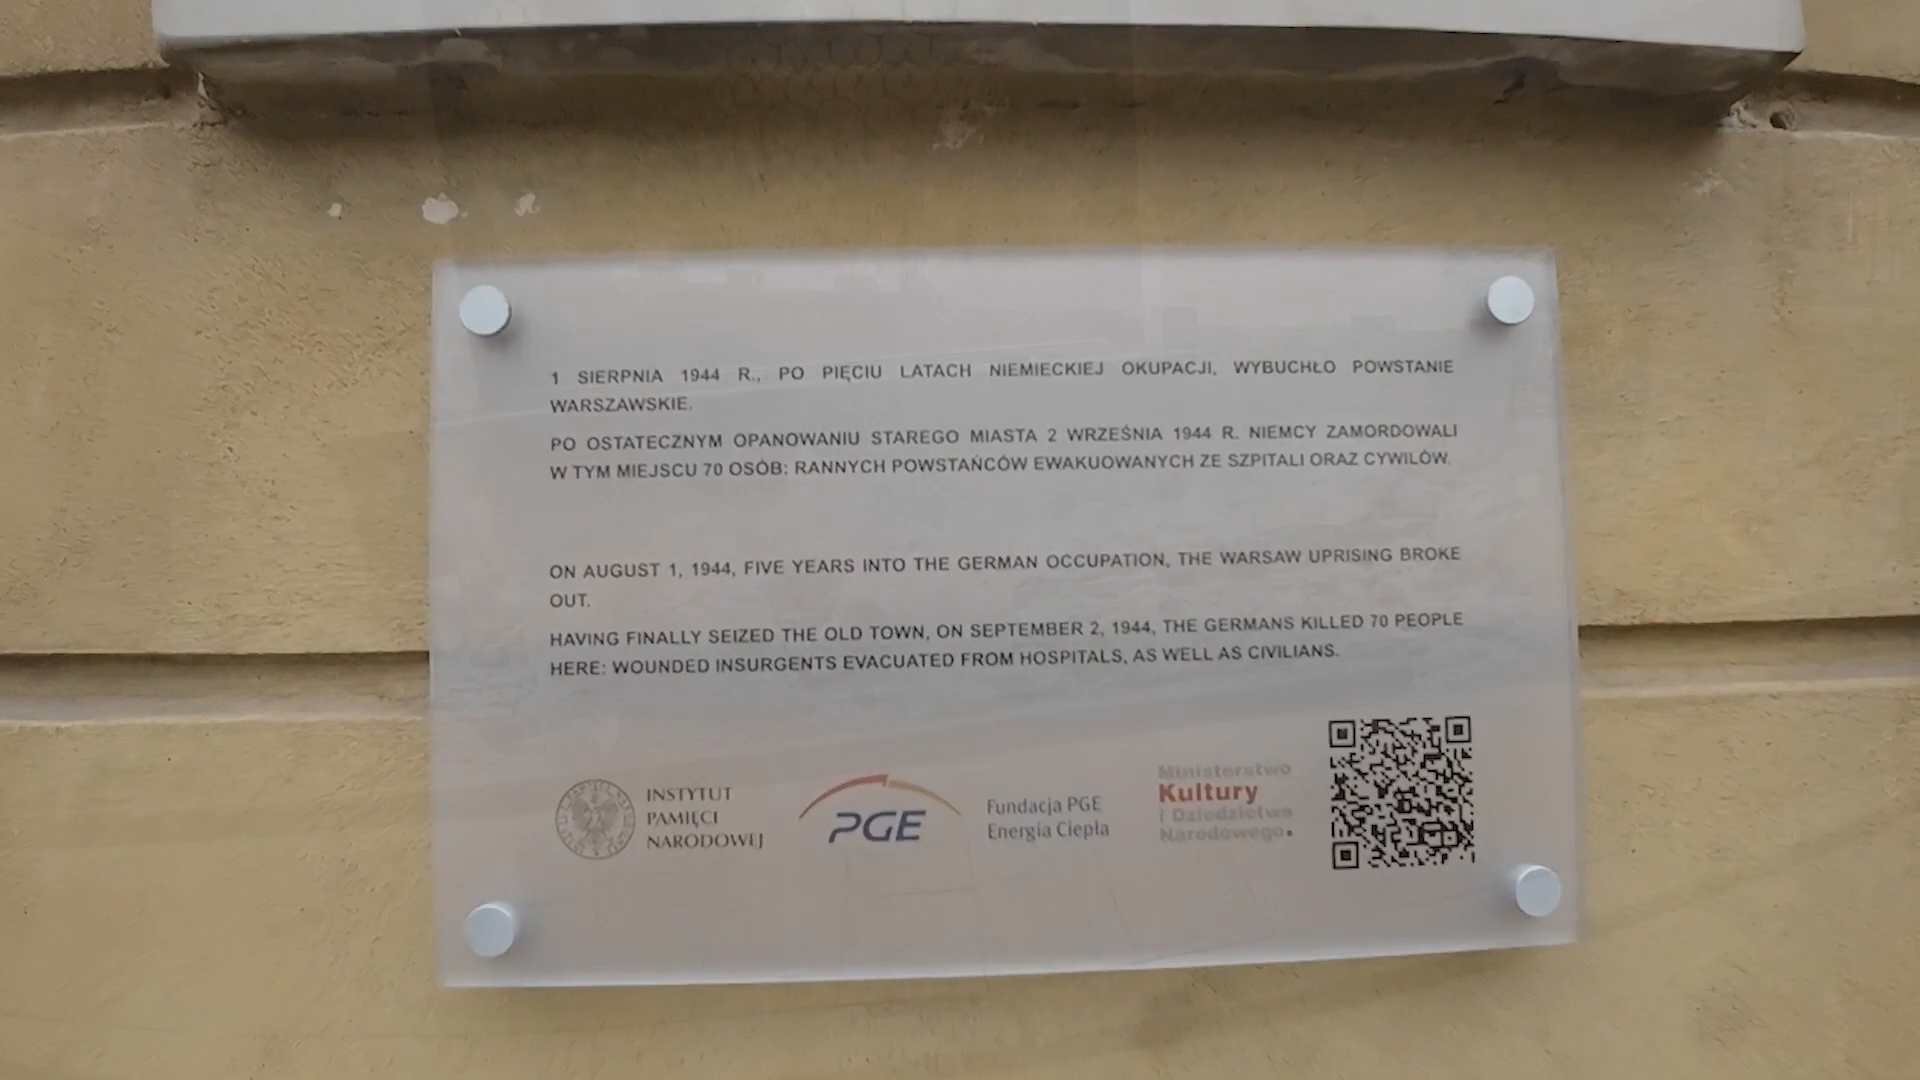 1 SIERPNIA 1944 R., PO PIĘCIU LATACH NIEMIECKIEJ OKUPACJI, WYBUCHŁO POWSTANIE
WARSZAWSKIE.
PO OSTATECZNYM OPANOWANIU STAREGO MIASTA 2 WRZEŚNIA 1944 R. NIEMCY ZAMORDOWALI
W TYM MIEJSCU 70 OSÓB: RANNYCH POWSTAŃCÓW EWAKUOWANYCH ZE SZPITALI ORAZ CYWILÓW.
ON AUGUST 1, 1944, FIVE YEARS INTO THE GERMAN OCCUPATION, THE WARSAW UPRISING BROKE
OUT.
HAVING FINALLY SEIZED THE OLD TOWN, ON SEPTEMBER 2, 1944, THE GERMANS KILLED 70 PEOPLE
HERE: WOUNDED INSURGENTS EVACUATED FROM HOSPITALS, AS WELL AS CIVILIANS.
INSTYTUT
PAMIĘCI
NARODOWEJ
PGE
Fundacja PGE
Energia Ciepła
Ministerstwo
Kultury
i Dziedzictwa
Narodowego.